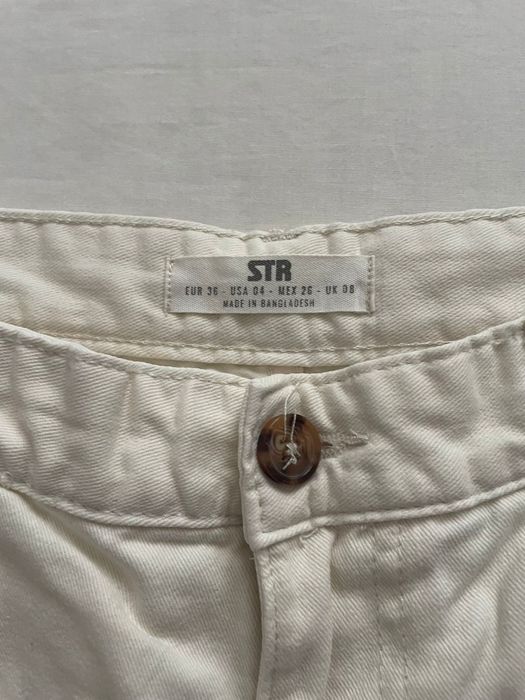 STR
EUR 36 - USA 04 - MEX 26 - UK 08
MADE IN BANGLADESH